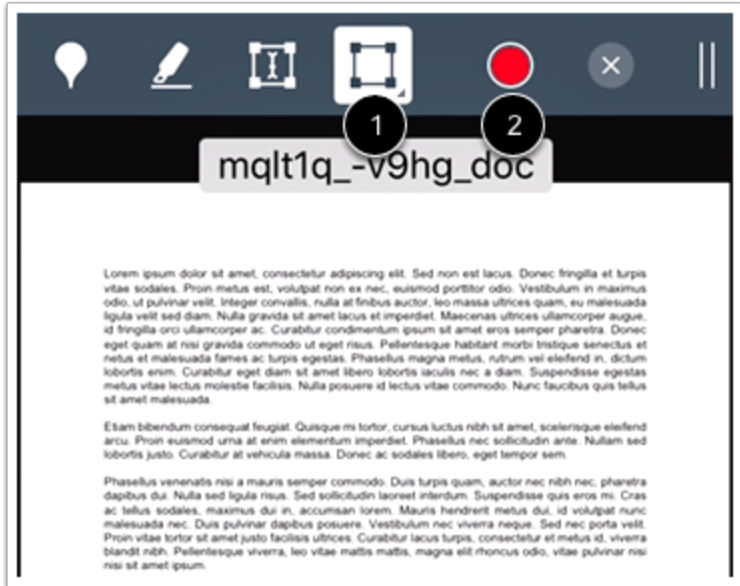 1
2
mqlt1q_-v9hg_doc
Lorem ipsum dolor sit amet, consectetur adipiscing elit. Sed non est lacus. Donec fringilla et turpis
vitae sodales. Proin metus est, volutpat non ex nec, euismod porttitor odio. Vestibulum in maximus
odio, ut pulvinar velit. Integer convallis, nulla at finibus auctor, leo massa ultrices quam, eu malesuada
ligula velit sed diam. Nulla gravida sit amet lacus et imperdiet. Maecenas ultrices ullamcorper augue,
id fringilla orci ullamcorper ac. Curabitur condimentum ipsum sit amet eros semper pharetra. Donec
eget quam at nisi gravida commodo ut eget risus. Pellentesque habitant morbi tristique senectus et
netus et malesuada fames ac turpis egestas. Phasellus magna metus, rutrum vel eleifend in, dictum
lobortis enim. Curabitur eget diam sit amet libero lobortis iaculis nec a diam. Suspendisse egestas
metus vitae lectus molestie facilisis. Nulla posuere id lectus vitae commodo. Nunc faucibus quis tellus
sit amet malesuada.
Etiam bibendum consequat feugiat. Quisque mi tortor, cursus luctus nibh sit amet, scelerisque eleifend
arcu. Proin euismod urna at enim elementum imperdiet. Phasellus nec sollicitudin ante. Nullam sed
lobortis justo. Curabitur at vehicula massa. Donec ac sodales libero, eget tempor sem.
Phasellus venenatis nisi a mauris semper commodo. Duis turpis quam, auctor nec nibh nec, pharetra
dapibus dui. Nulla sed ligula risus. Sed sollicitudin laoreet interdum. Suspendisse quis eros mi. Cras
ac tellus sodales, maximus dui in, accumsan lorem. Mauris hendrerit metus dui, id volutpat nunc
malesuada nec. Duis pulvinar dapibus posuere. Vestibulum nec viverra neque. Sed nec porta velit.
Proin vitae tortor sit amet justo facilisis ultrices. Curabitur lacus turpis, consectetur et metus id, viverra
blandit nibh. Pellentesque viverra, leo vitae mattis mattis, magna elit rhoncus odio, vitae pulvinar nisi
nisi sit amet ipsum.